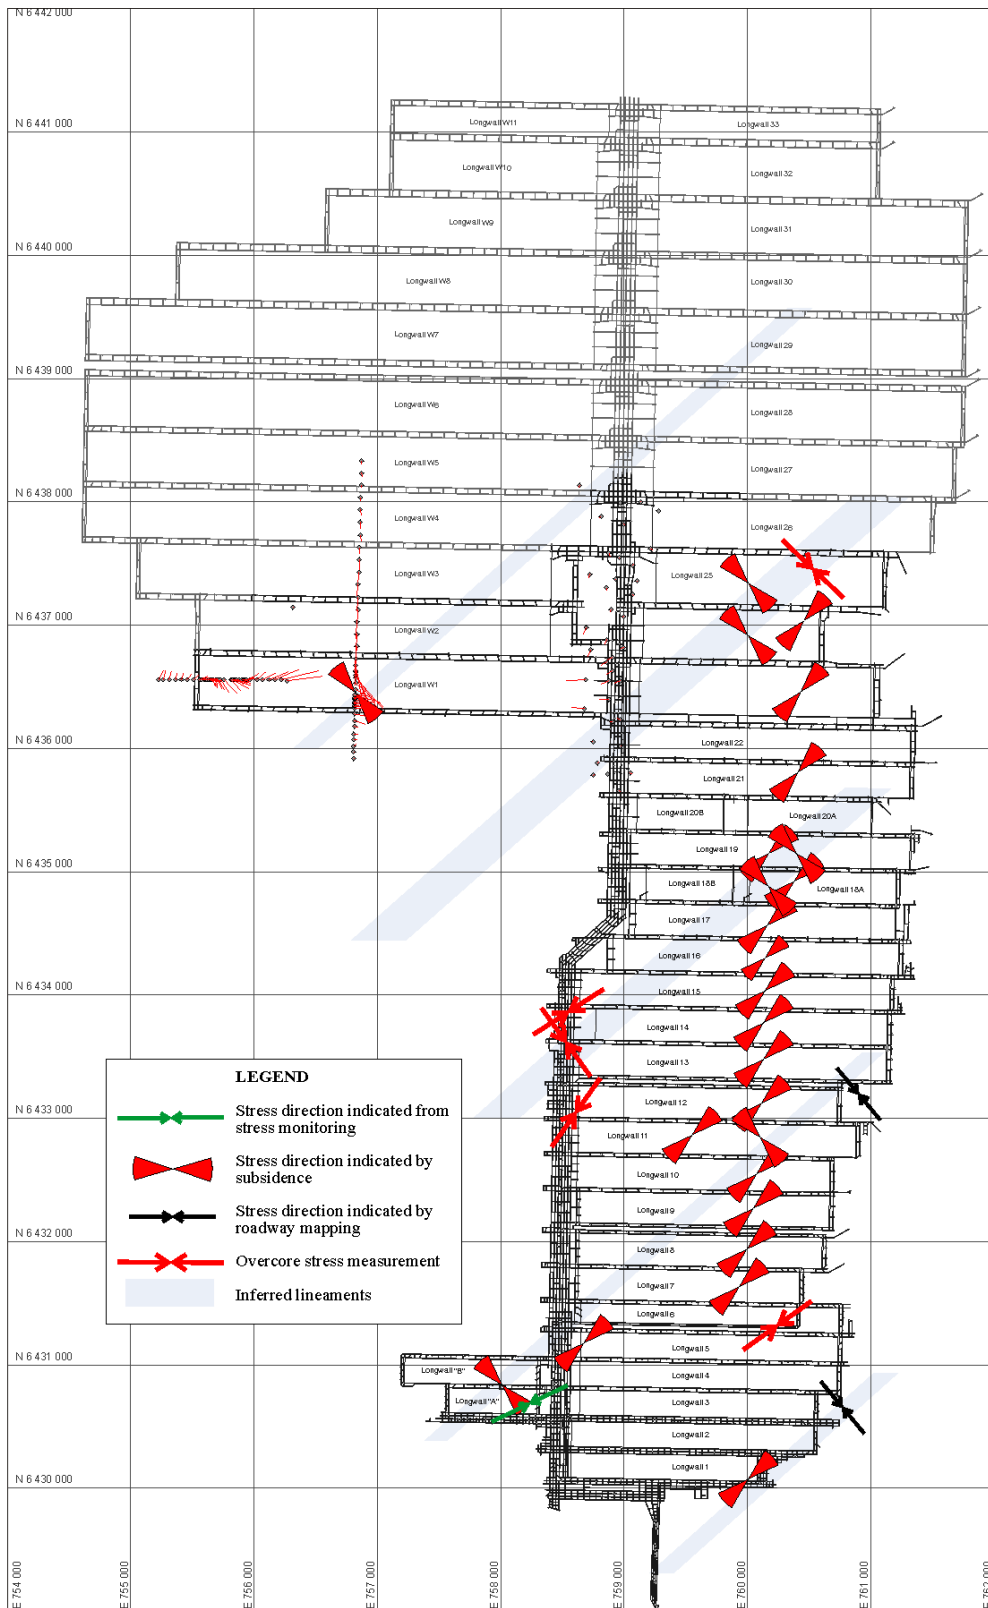 N 6 442 000
N 6 441 000
Longwall W11
Longwall 33
Longwall W10
Longwall 32
Longwall W9
Longwall 31
N 6 440 000
Longwall W8
Longwall 30
Longwall W7
Longwall 29
N 6 439 000
Longwall W6
Longwall 28
Longwall W5
Longwall 27
N 6 438 000
Longwall W4
Longwall 26
Longwall W3
Longwall 25
N 6 437 000
Longwall W2
Longwall W1
N 6 436 000
Longwall 22
Longwall 21
Longwall 20B
Longwall 20A
N 6 435 000
Longwall 19
Longwall 18B
Longwall 18A
Longwall 17
Longwall 16
N 6 434 000
Longwall 15
Longwall 14
Longwall 13
LEGEND
Stress direction indicated from
stress monitoring
Stress direction indicated by
subsidence
Stress direction indicated by
roadway mapping
Overcore stress measurement
Inferred lineaments
N 6 433 000
Longwall 12
Longwall 11
Longwall 10
Longwall 9
N 6 432 000
Longwall 8
Longwall 7
Longwall 6
N 6 431 000
Longwall 5
Longwall "B"
Longwall 4
Longwall "A"
Longwall 3
Longwall 2
Longwall 1
N 6 430 000
E 754 000
E 755 000
E 756 000
E 757 000
E 758 000
E 759 000
E 760 000
E 761 000
E 762 000